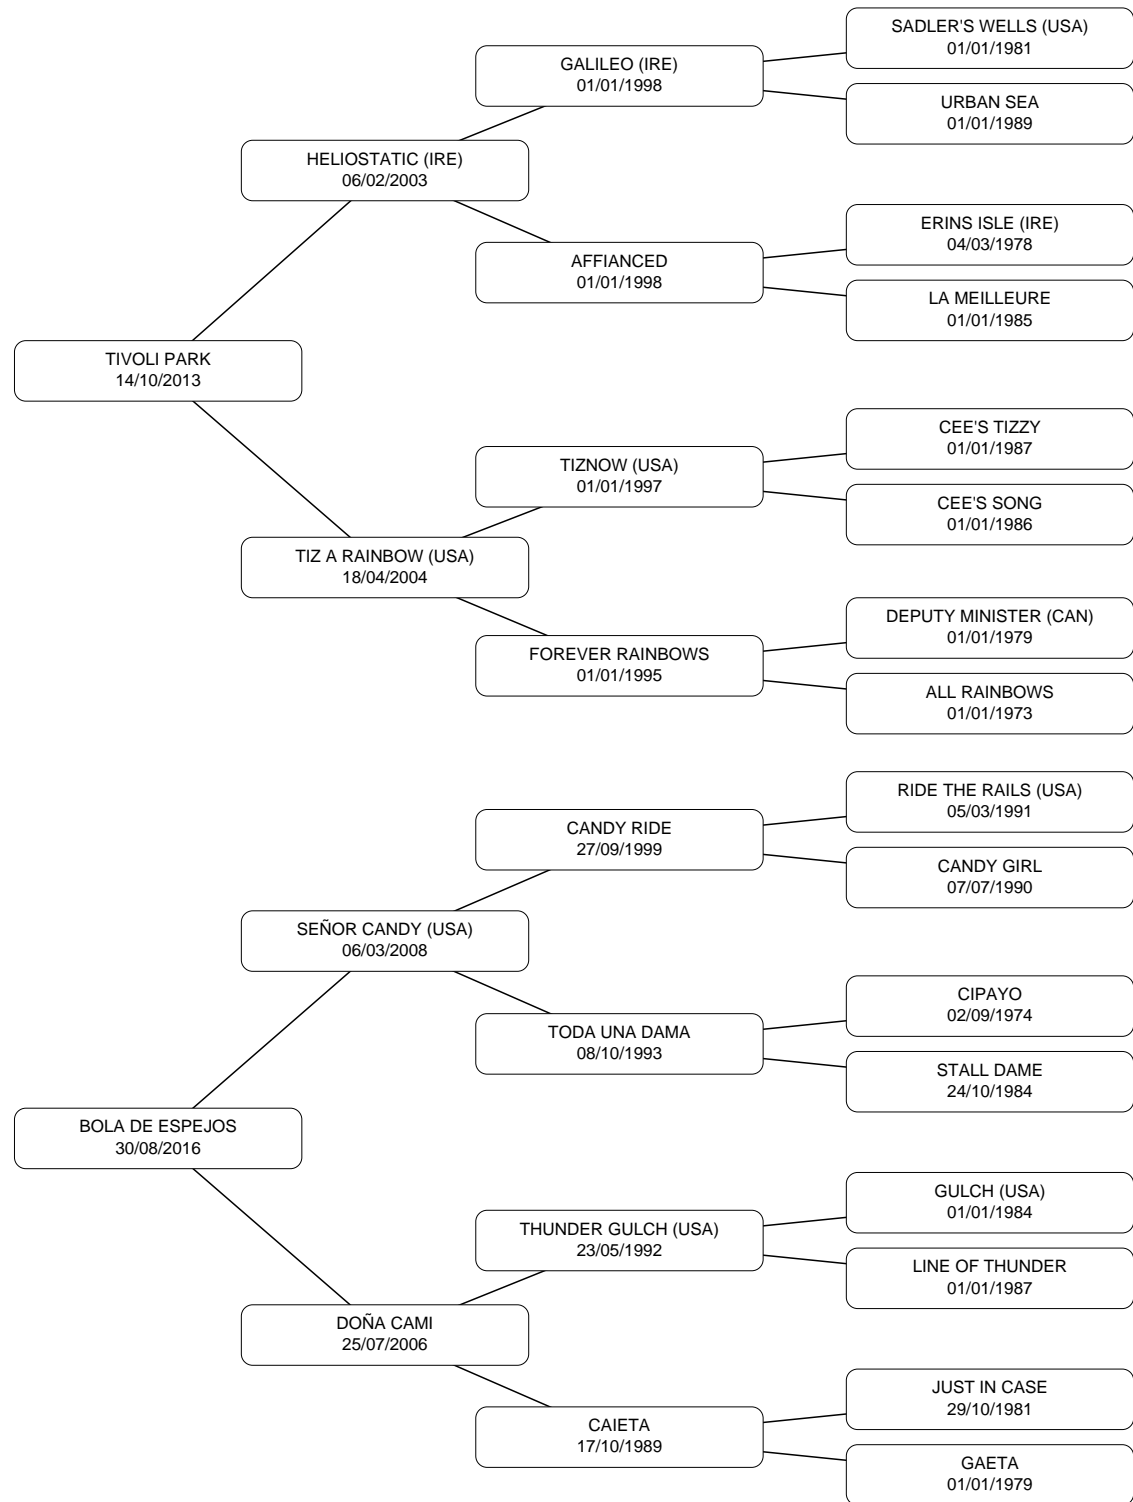 SADLER'S WELLS (USA)
01/01/1981
GALILEO (IRE)
01/01/1998
URBAN SEA
01/01/1989
HELIOSTATIC (IRE)
06/02/2003
ERINS ISLE (IRE)
04/03/1978
AFFIANCED
01/01/1998
LA MEILLEURE
01/01/1985
TIVOLI PARK
14/10/2013
CEE'S TIZZY
01/01/1987
TIZNOW (USA)
01/01/1997
CEE'S SONG
01/01/1986
TIZ A RAINBOW (USA)
18/04/2004
DEPUTY MINISTER (CAN)
01/01/1979
FOREVER RAINBOWS
01/01/1995
ALL RAINBOWS
01/01/1973
RIDE THE RAILS (USA)
05/03/1991
CANDY RIDE
27/09/1999
CANDY GIRL
07/07/1990
SEÑOR CANDY (USA)
06/03/2008
CIPAYO
02/09/1974
TODA UNA DAMA
08/10/1993
STALL DAME
24/10/1984
BOLA DE ESPEJOS
30/08/2016
GULCH (USA)
01/01/1984
THUNDER GULCH (USA)
23/05/1992
LINE OF THUNDER
01/01/1987
DOÑA CAMI
25/07/2006
JUST IN CASE
29/10/1981
CAIETA
17/10/1989
GAETA
01/01/1979